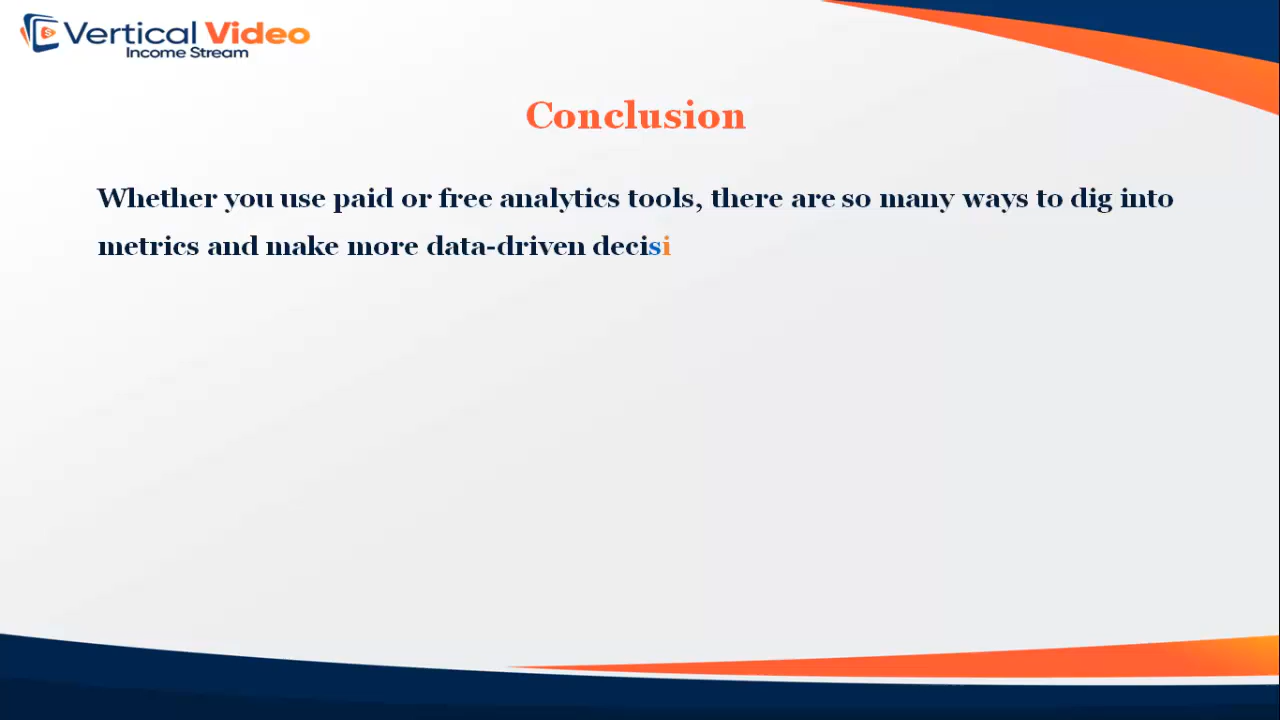 Vertical Video
Income Stream
Conclusion
Whether you use paid or free analytics tools, there are so many ways to dig into
metrics and make more data-driven decisi